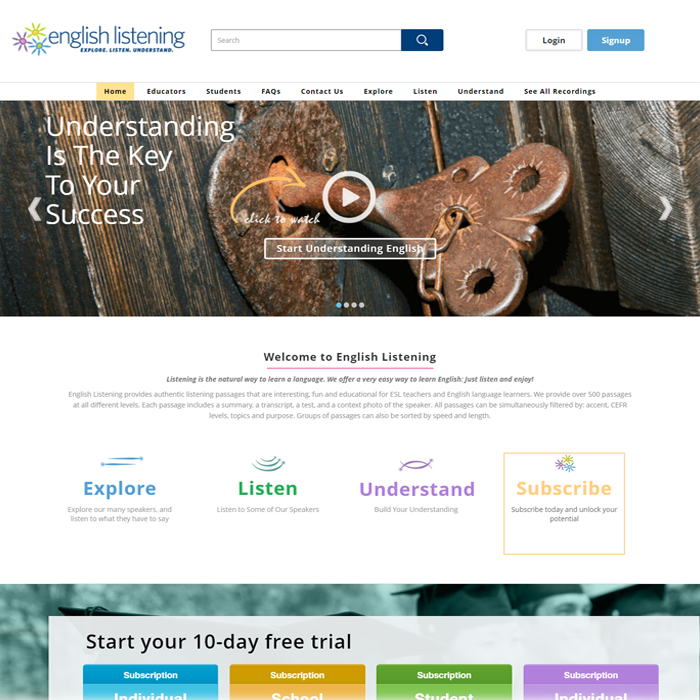 english listening
EXPLORE. LISTEN. UNDERSTAND.
Search
Login
Signup
Home
Educators
Students
FAQs
Contact Us
Explore
Listen
Understand
See All Recordings
Understanding
Is The Key
To Your
Success
click to watch
Start Understanding English
Welcome to English Listening
Listening is the natural way to learn a language. We offer a very easy way to learn English: Just listen and enjoy!
English Listening provides authentic listening passages that are interesting, fun and educational for ESL teachers and English language learners. We provide over 500 passages
at all different levels. Each passage includes a summary, a transcript, a test, and a context photo of the speaker. All passages can be simultaneously filtered by: accent, CEFR
levels, topics and purpose. Groups of passages can also be sorted by speed and length.
Explore
Explore our many speakers, and
listen to what they have to say
Listen
Listen to Some of Our Speakers
Understand
Build Your Understanding
Subscribe
Subscribe today and unlock your
potential
Start your 10-day free trial
Subscription
Individual
Subscription
School
Subscription
Student
Subscription
Individual